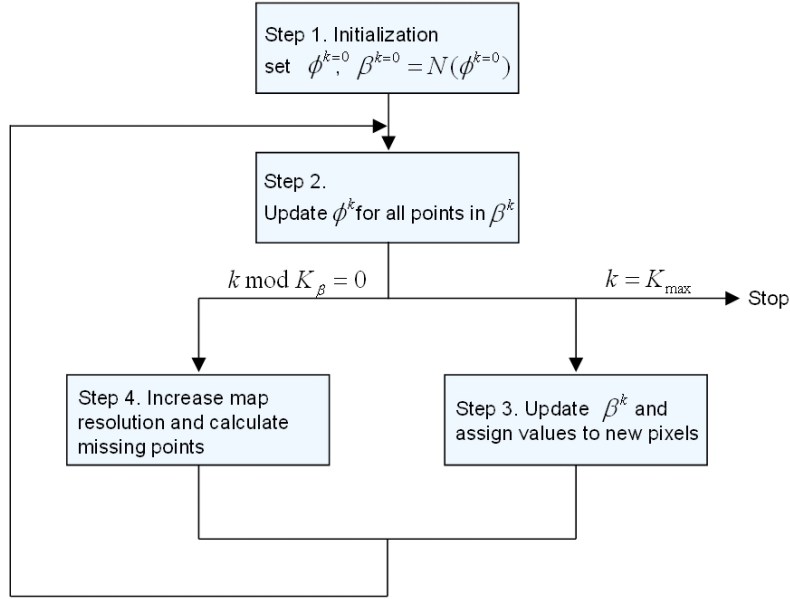 Step 1. Initialization
set ϕ^{k=0}, β^{k=0} = N(ϕ^{k=0})
Step 2.
Update ϕ^k for all points in β^k
k mod K_β = 0
k = K_max
Stop
Step 4. Increase map
resolution and calculate
missing points
Step 3. Update β^k and
assign values to new pixels